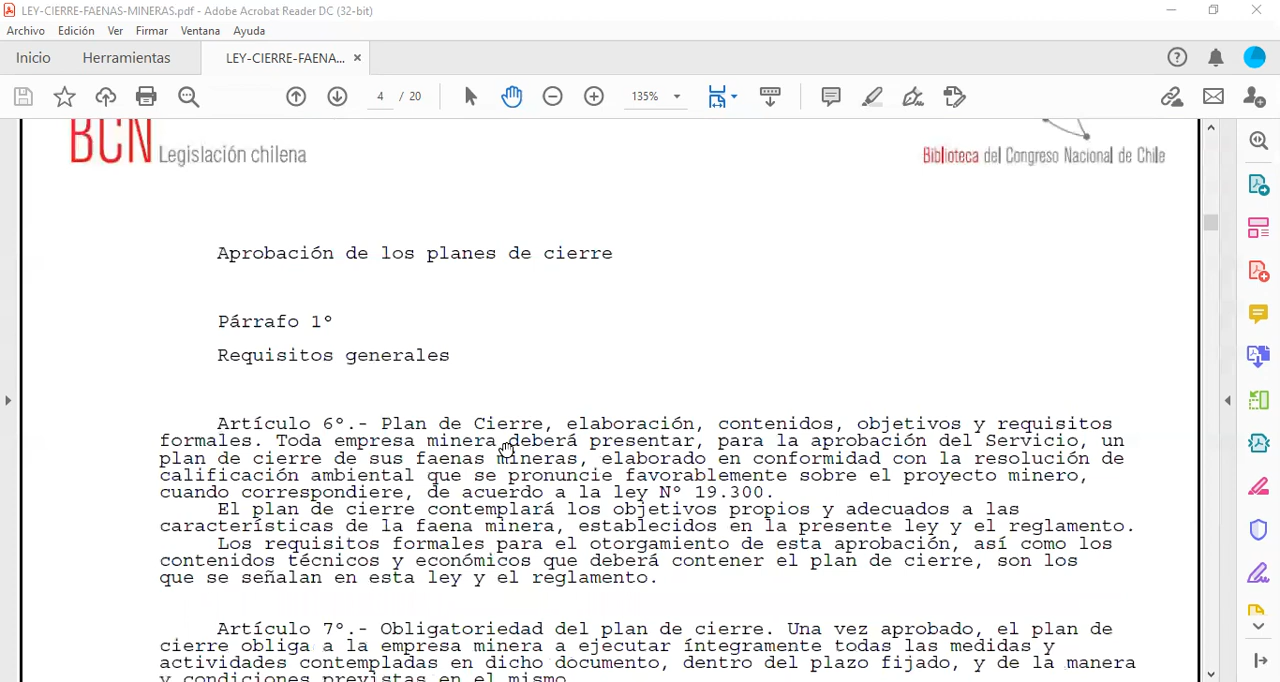 LEY-CIERRE-FAENAS-MINERAS.pdf - Adobe Acrobat Reader DC (32-bit)
Archivo Edición Ver Firmar Ventana Ayuda
Inicio Herramientas LEY-CIERRE-FAENA... ×
4 / 20 135%
BCN Legislación chilena
Biblioteca del Congreso Nacional de Chile
Aprobación de los planes de cierre
Párrafo 1º
Requisitos generales
Artículo 6º.- Plan de Cierre, elaboración, contenidos, objetivos y requisitos
formales. Toda empresa minera deberá presentar, para la aprobación del Servicio, un
plan de cierre de sus faenas mineras, elaborado en conformidad con la resolución de
calificación ambiental que se pronuncie favorablemente sobre el proyecto minero,
cuando correspondiere, de acuerdo a la ley Nº 19.300.
El plan de cierre contemplará los objetivos propios y adecuados a las
características de la faena minera, establecidos en la presente ley y el reglamento.
Los requisitos formales para el otorgamiento de esta aprobación, así como los
contenidos técnicos y económicos que deberá contener el plan de cierre, son los
que se señalan en esta ley y el reglamento.
Artículo 7º.- Obligatoriedad del plan de cierre. Una vez aprobado, el plan de
cierre obliga a la empresa minera a ejecutar íntegramente todas las medidas y
actividades contempladas en dicho documento, dentro del plazo fijado, y de la manera
y condiciones previstas en el mismo.